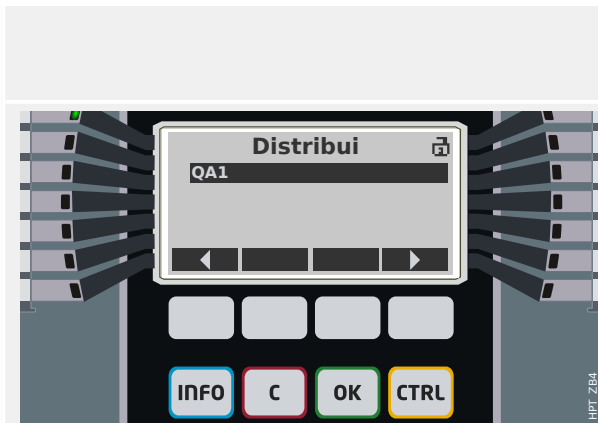 Distribui
QA1
INFO
C
OK
CTRL
HPT_ZB4